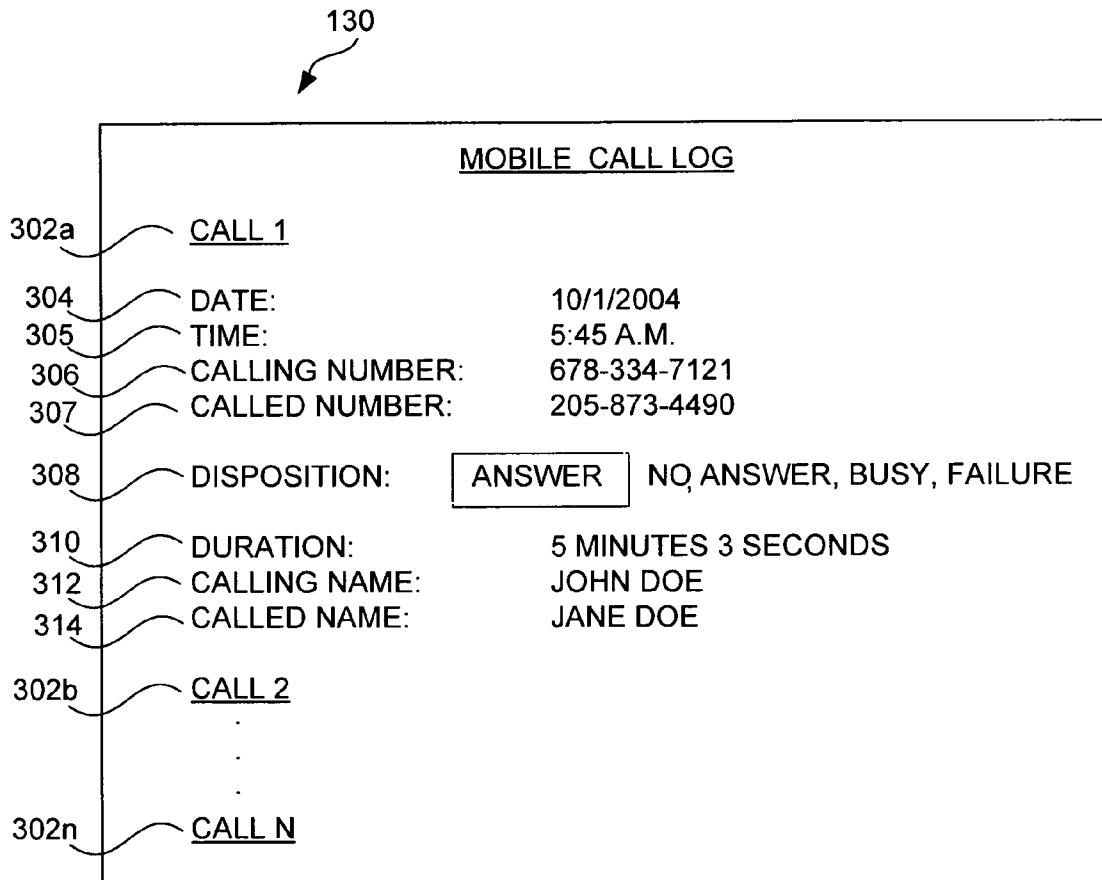 130
MOBILE CALL LOG
302a CALL 1
304 DATE: 10/1/2004
305 TIME: 5:45 A.M.
306 CALLING NUMBER: 678-334-7121
307 CALLED NUMBER: 205-873-4490
308 DISPOSITION: ANSWER NO, ANSWER, BUSY, FAILURE
310 DURATION: 5 MINUTES 3 SECONDS
312 CALLING NAME: JOHN DOE
314 CALLED NAME: JANE DOE
302b CALL 2
.
.
.
302n CALL N